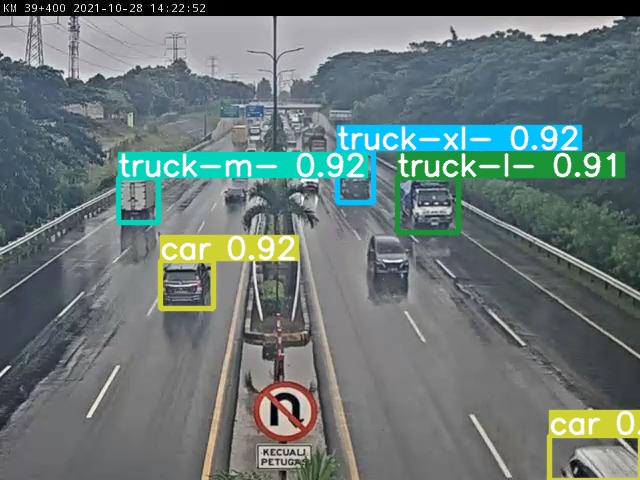 KM 39+400 2021-10-28 14:22:52
truck-xl- 0.92
truck-m- 0.92
truck-l- 0.91
car 0.92
car 0.
KECUALI
PETUGAS